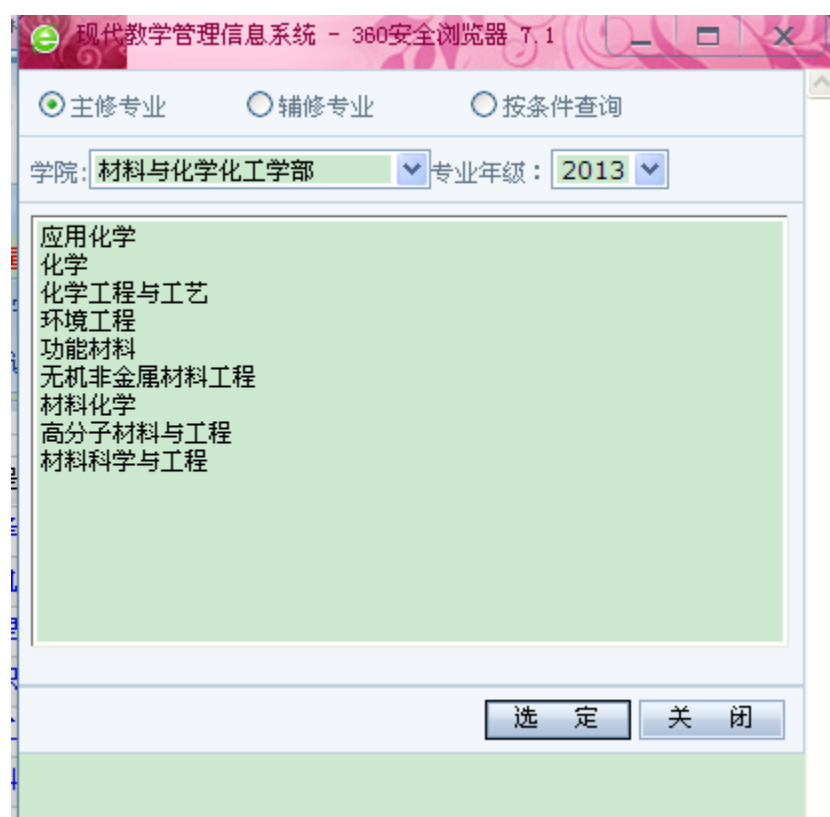 现代教学管理信息系统 - 360安全浏览器 7.1
主修专业 辅修专业 按条件查询
学院: 材料与化学化工学部 专业年级: 2013
应用化学
化学
化学工程与工艺
环境工程
功能材料
无机非金属材料工程
材料化学
高分子材料与工程
材料科学与工程
选 定 关 闭